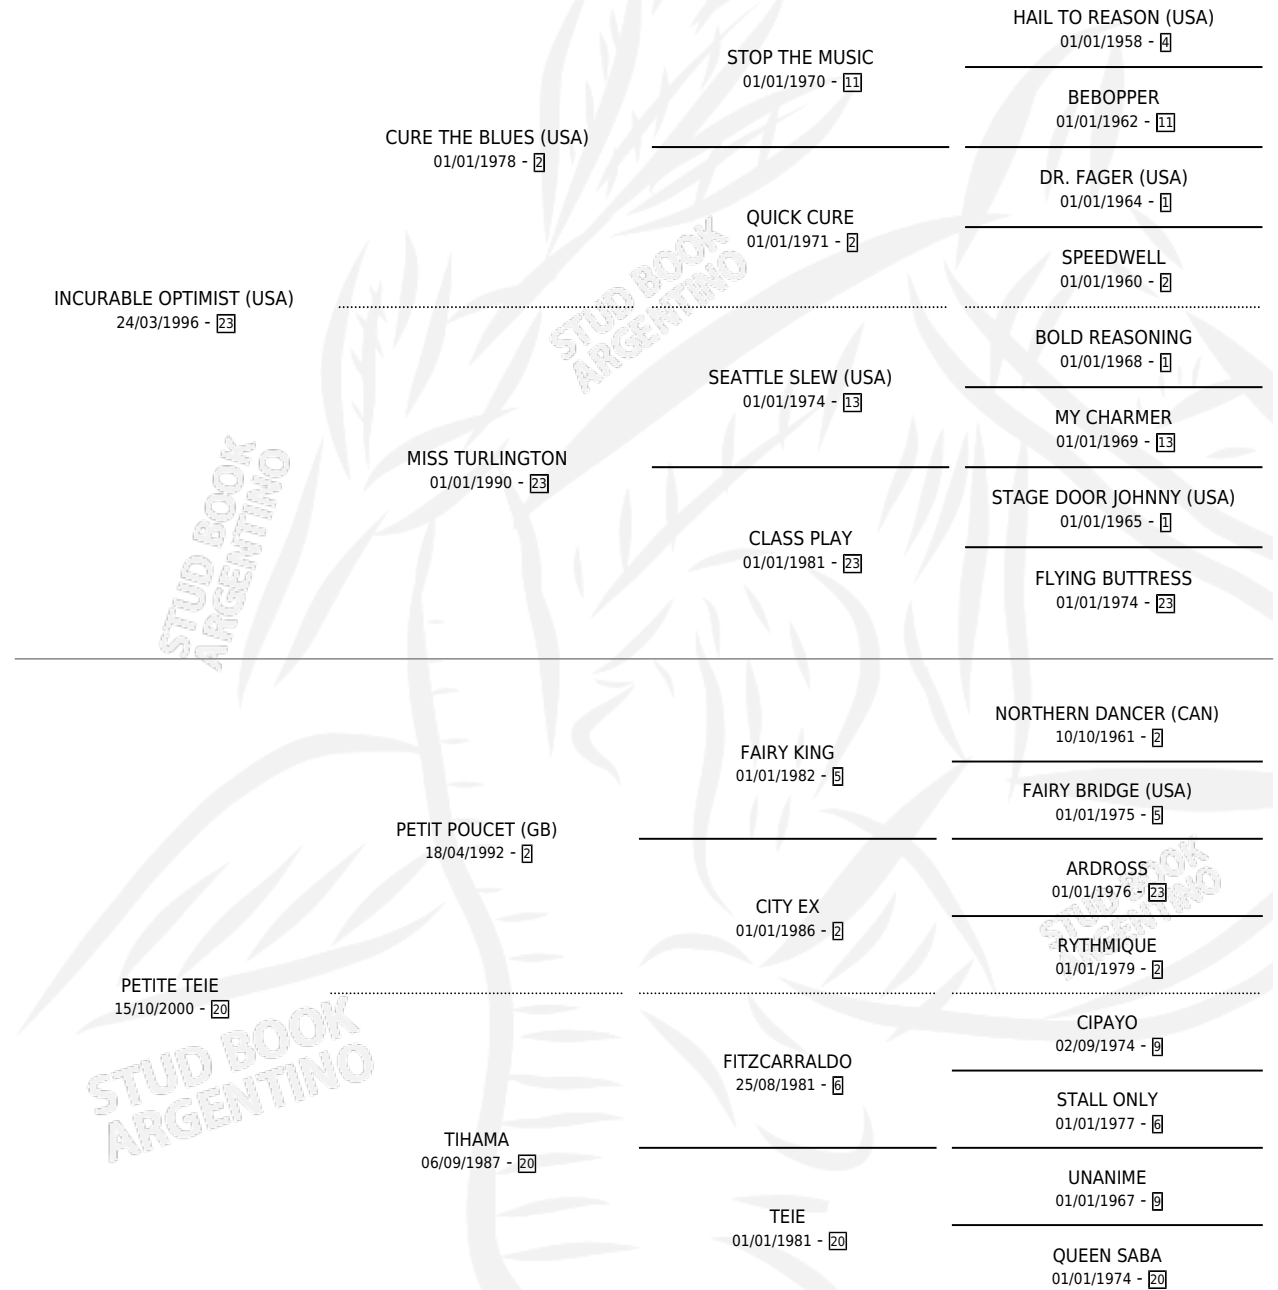 HAIL TO REASON (USA)
01/01/1958 - 4
STOP THE MUSIC
01/01/1970 - 11
BEBOPPER
01/01/1962 - 11
CURE THE BLUES (USA)
01/01/1978 - 2
DR. FAGER (USA)
01/01/1964 - 1
QUICK CURE
01/01/1971 - 2
SPEEDWELL
01/01/1960 - 2
INCURABLE OPTIMIST (USA)
24/03/1996 - 23
BOLD REASONING
01/01/1968 - 1
SEATTLE SLEW (USA)
01/01/1974 - 13
MY CHARMER
01/01/1969 - 13
MISS TURLINGTON
01/01/1990 - 23
STAGE DOOR JOHNNY (USA)
01/01/1965 - 1
CLASS PLAY
01/01/1981 - 23
FLYING BUTTRESS
01/01/1974 - 23
STUD BOOK
ARGENTINO
STUD BOOK
ARGENTINO
NORTHERN DANCER (CAN)
10/10/1961 - 2
FAIRY KING
01/01/1982 - 5
FAIRY BRIDGE (USA)
01/01/1975 - 5
PETIT POUCET (GB)
18/04/1992 - 2
ARDROSS
01/01/1976 - 23
CITY EX
01/01/1986 - 2
RYTHMIQUE
01/01/1979 - 2
PETITE TEIE
15/10/2000 - 20
CIPAYO
02/09/1974 - 9
FITZCARRALDO
25/08/1981 - 6
STALL ONLY
01/01/1977 - 6
TIHAMA
06/09/1987 - 20
UNANIME
01/01/1967 - 9
TEIE
01/01/1981 - 20
QUEEN SABA
01/01/1974 - 20
STUD BOOK
ARGENTINO
STUD BOOK
ARGENTINO